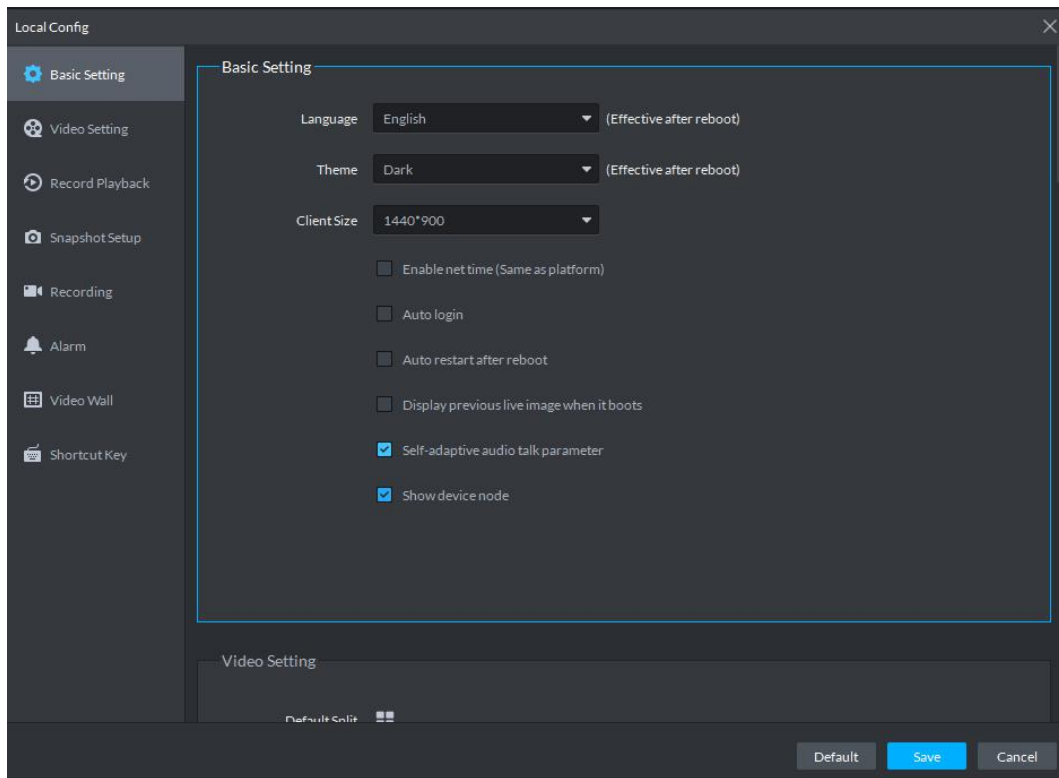 Local Config
Basic Setting
Video Setting
Record Playback
Snapshot Setup
Recording
Alarm
Video Wall
Shortcut Key
Basic Setting
Language English (Effective after reboot)
Theme Dark (Effective after reboot)
Client Size 1440*900
Enable net time (Same as platform)
Auto login
Auto restart after reboot
Display previous live image when it boots
Self-adaptive audio talk parameter
Show device node
Video Setting
Default Split
Default Save Cancel